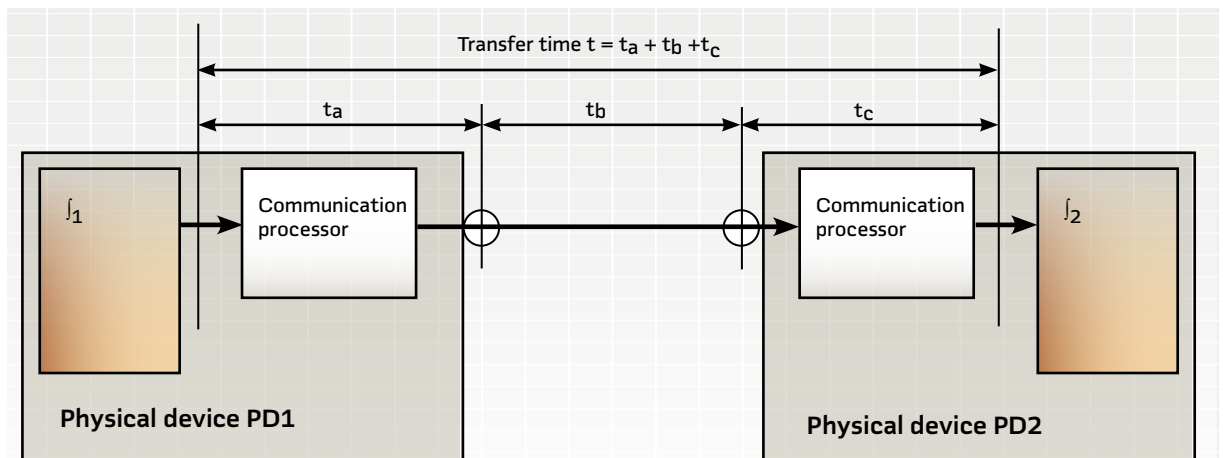 Transfer time t = ta + tb +tc
ta
tb
tc
∫1
Communication
processor
Communication
processor
∫2
Physical device PD1
Physical device PD2